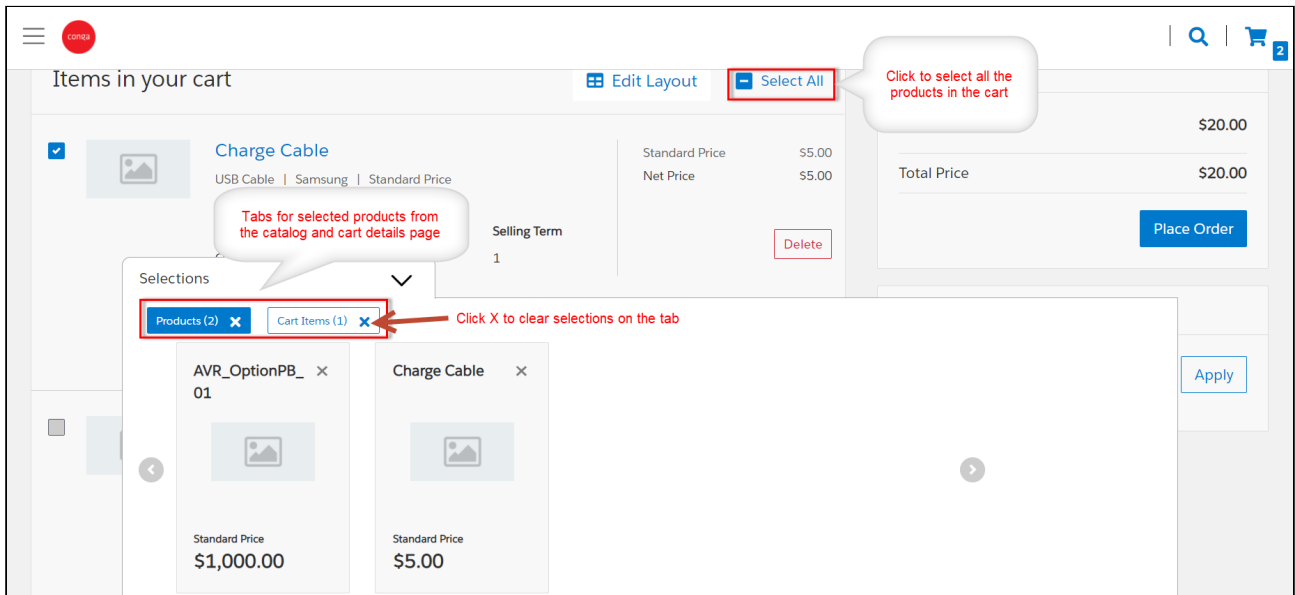 conga
2
Items in your cart
Edit Layout
Select All
Click to select all the
products in the cart
$20.00
Charge Cable
Standard Price $5.00
USB Cable | Samsung | Standard Price
Net Price $5.00
Total Price $20.00
Tabs for selected products from
the catalog and cart details page
Selling Term
1
Delete
Place Order
Selections
Products (2)
Cart Items (1)
Click X to clear selections on the tab
AVR_OptionPB_
01
Charge Cable
Apply
Standard Price
$1,000.00
Standard Price
$5.00